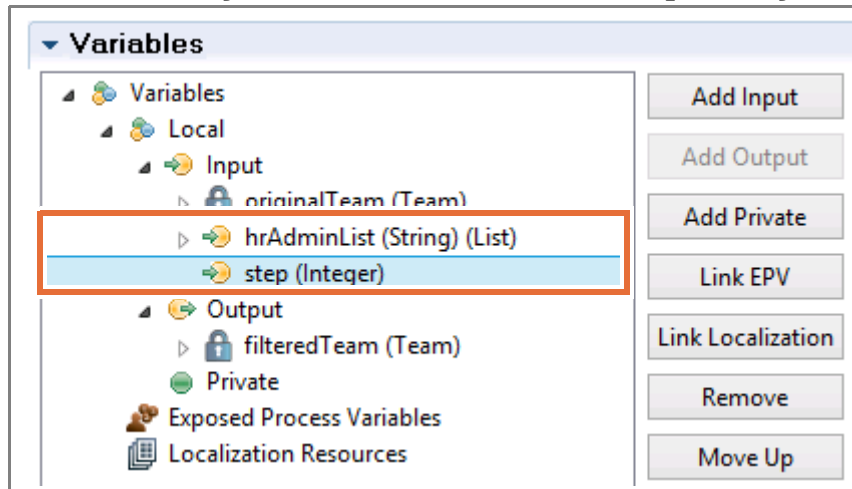 Variables
Variables
Add Input
Local
Input
Add Output
originalTeam (Team)
Add Private
hrAdminList (String) (List)
step (Integer)
Link EPV
Output
filteredTeam (Team)
Link Localization
Private
Remove
Exposed Process Variables
Localization Resources
Move Up